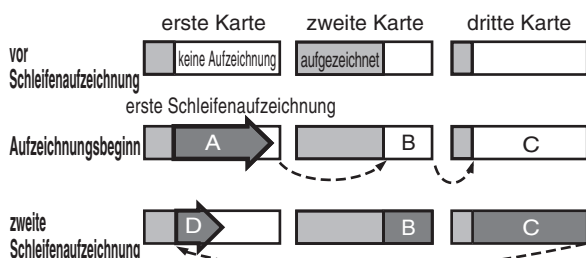 erste Karte zweite Karte dritte Karte
vor
Schleifenaufzeichnung
keine Aufzeichnung aufgezeichnet
erste Schleifenaufzeichnung
Aufzeichnungsbeginn A B C
zweite
Schleifenaufzeichnung
D B C